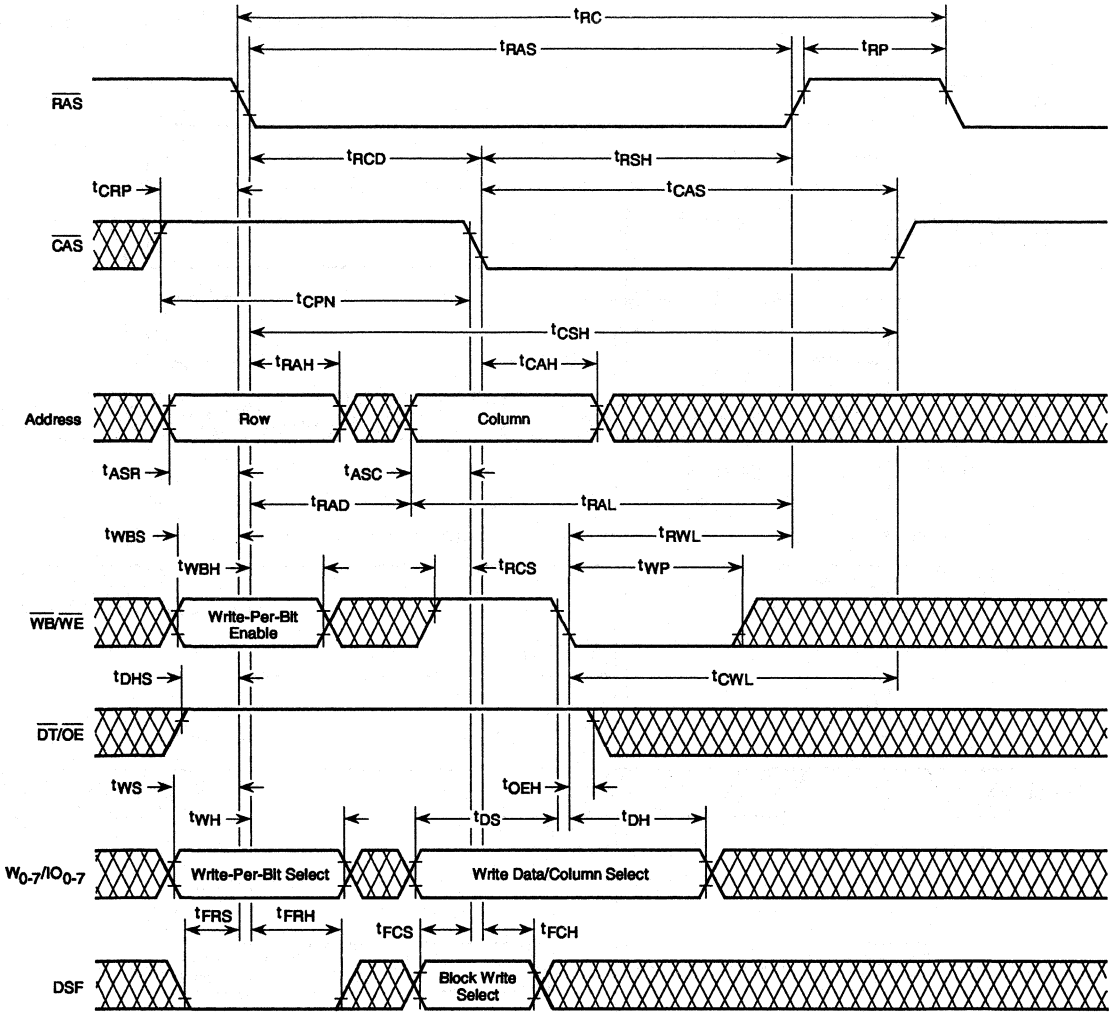 tRC
tRAS
tRP
RAS
tRCD
tRSH
tCRP
tCAS
CAS
tCPN
tCSH
tRAH
tCAH
Address
Row
Column
tASR
tASC
tRAD
tRAL
tWBS
tRWL
tWBH
tRCS
tWP
WB/WE
Write-Per-Bit
Enable
tDHS
tCWL
DT/OE
tWS
tOEH
tWH
tDS
tDH
W0-7/IO0-7
Write-Per-Bit Select
Write Data/Column Select
tFRS
tFRH
tFCS
tFCH
DSF
Block Write
Select